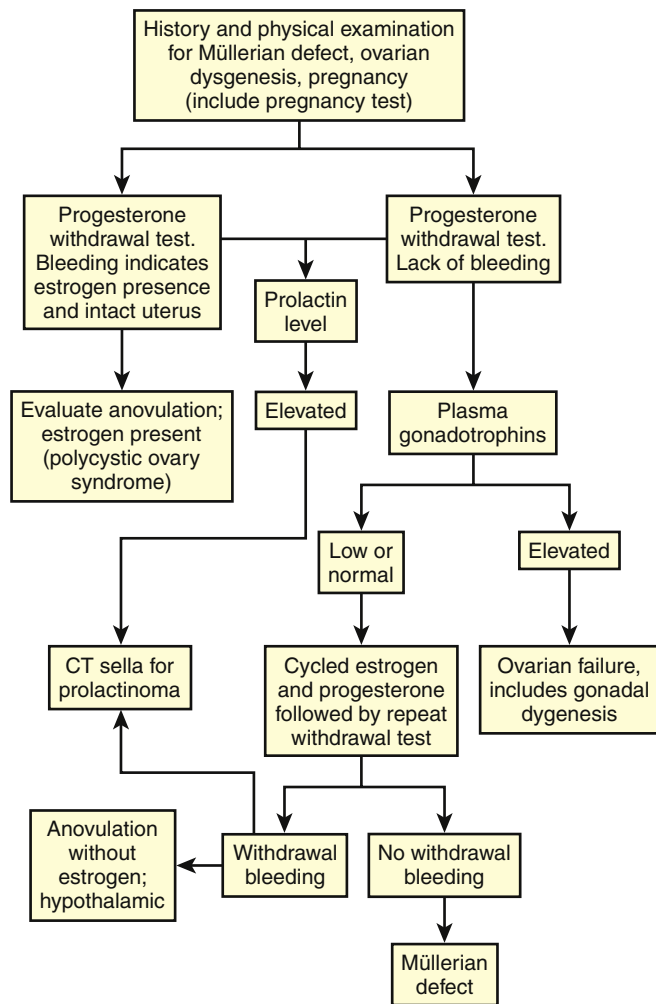 History and physical examination
for Müllerian defect, ovarian
dysgenesis, pregnancy
(include pregnancy test)
Progesterone
withdrawal test.
Bleeding indicates
estrogen presence
and intact uterus
Progesterone
withdrawal test.
Lack of bleeding
Prolactin
level
Evaluate anovulation;
estrogen present
(polycystic ovary
syndrome)
Elevated
Plasma
gonadotrophins
Low or
normal
Elevated
CT sella for
prolactinoma
Cycled estrogen
and progesterone
followed by repeat
withdrawal test
Ovarian failure,
includes gonadal
dygenesis
Anovulation
without
estrogen;
hypothalamic
Withdrawal
bleeding
No withdrawal
bleeding
Müllerian
defect